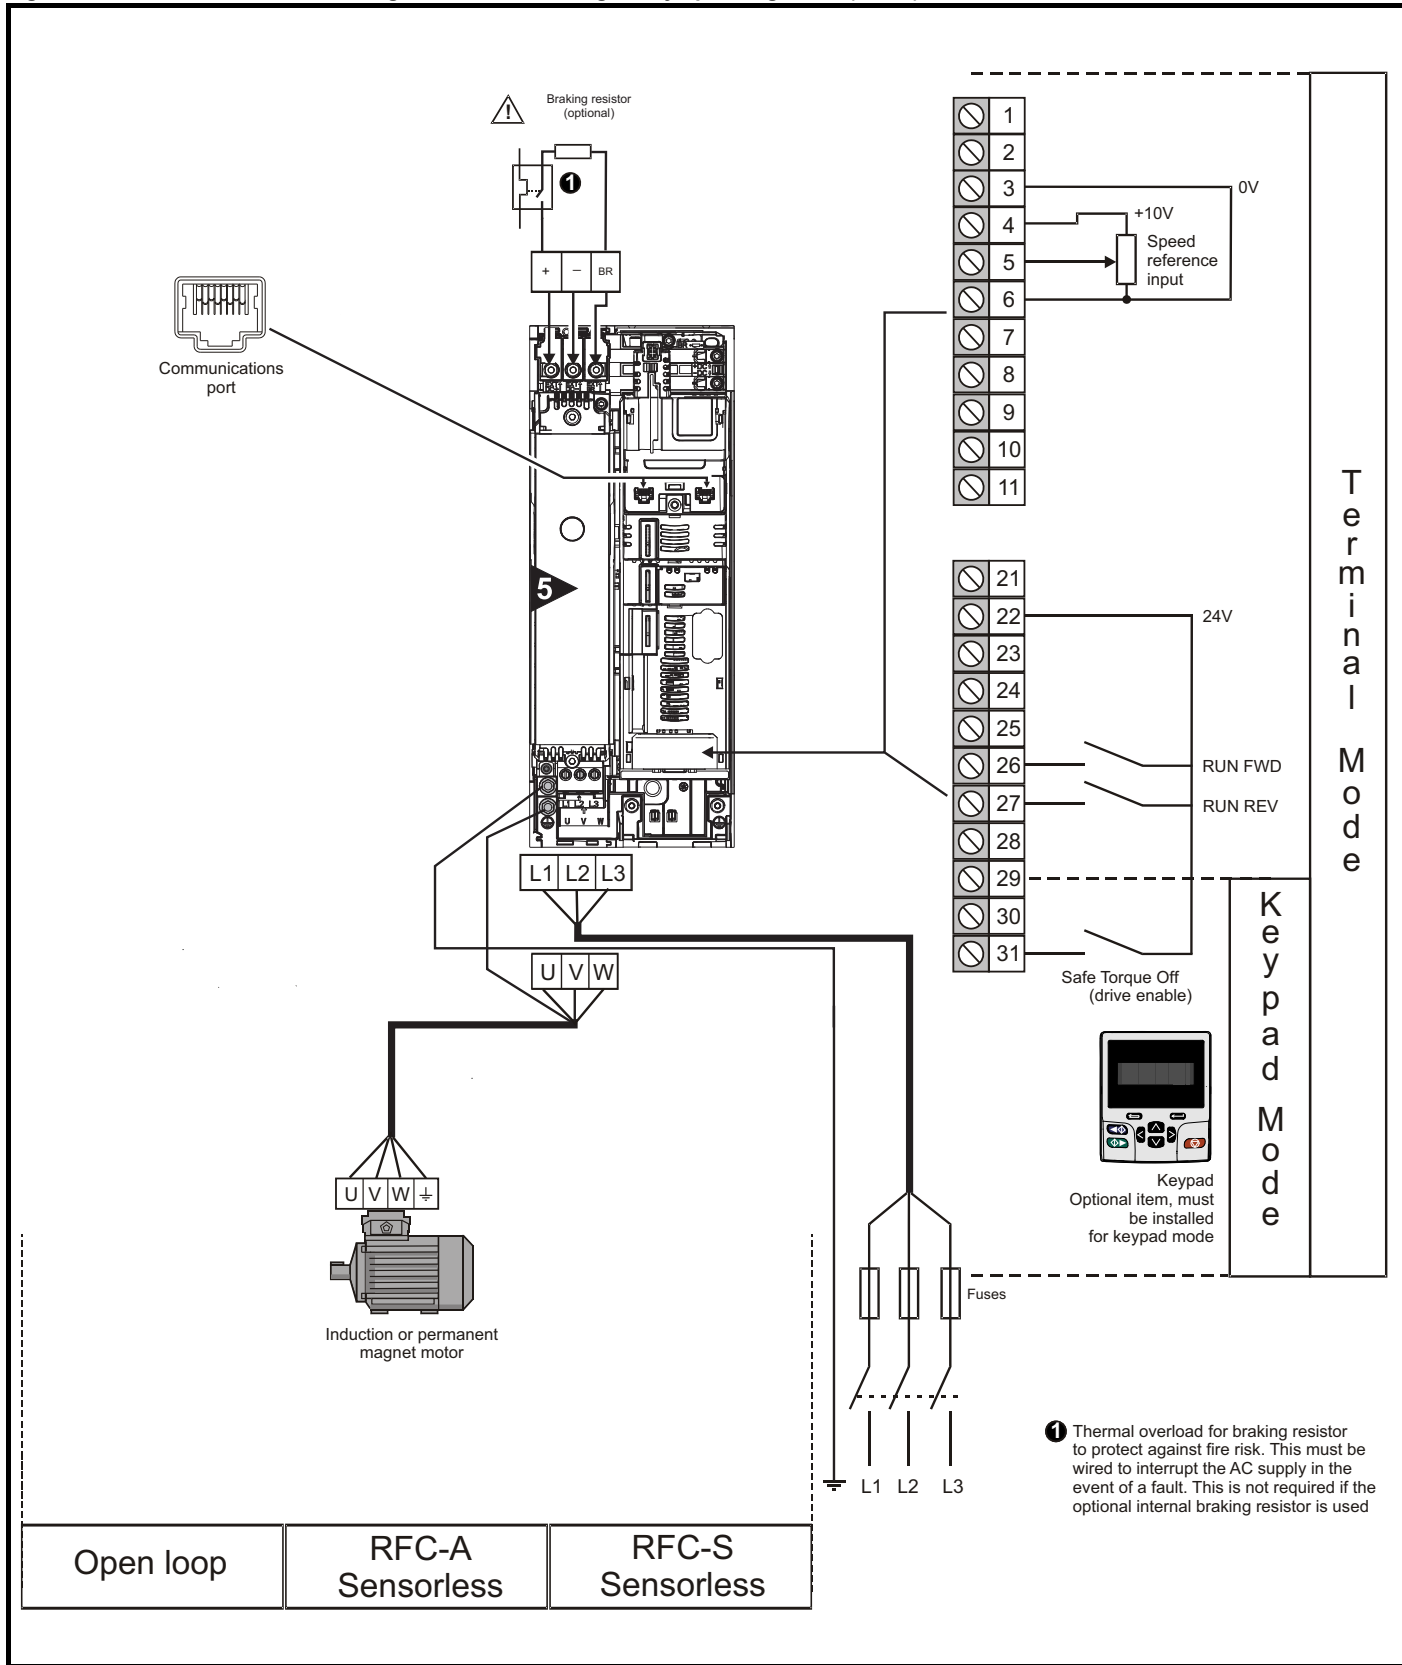 Braking resistor
(optional)
1
+
−
BR
Communications
port
5
L1 L2 L3
U V W
L1 L2 L3
U V W
U V W
Induction or permanent
magnet motor
1
2
3
4
5
6
7
8
9
10
11
0V
+10V
Speed
reference
input
21
22
23
24
25
26
27
28
29
30
31
24V
RUN FWD
RUN REV
Safe Torque Off
(drive enable)
Keypad
Optional item, must
be installed
for keypad mode
Terminal Mode
Keypad Mode
Fuses
L1 L2 L3
1 Thermal overload for braking resistor
to protect against fire risk. This must be
wired to interrupt the AC supply in the
event of a fault. This is not required if the
optional internal braking resistor is used
Open loop
RFC-A
Sensorless
RFC-S
Sensorless